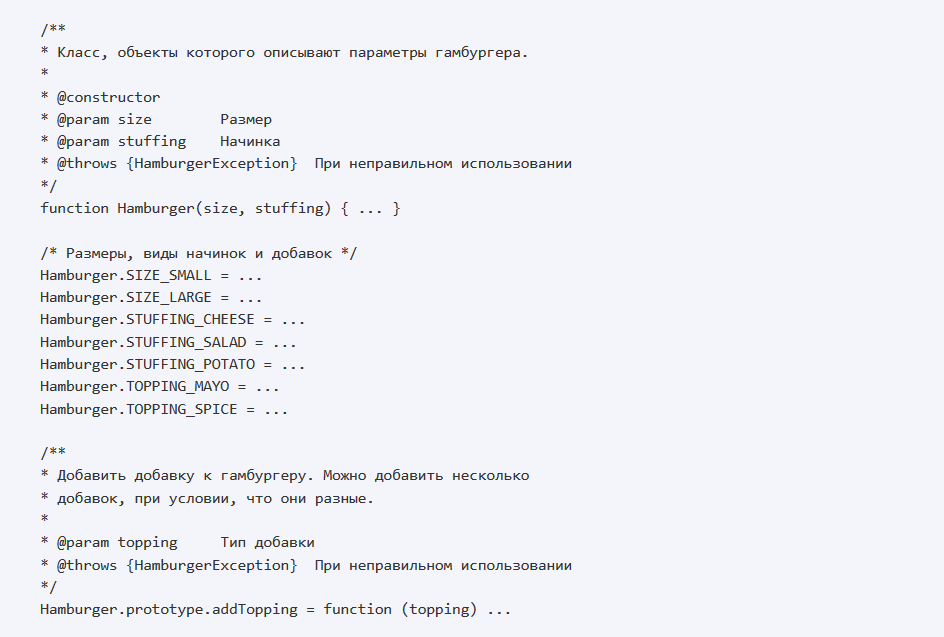 /**
* Класс, объекты которого описывают параметры гамбургера.
*
* @constructor
* @param size        Размер
* @param stuffing    Начинка
* @throws {HamburgerException}  При неправильном использовании
*/
function Hamburger(size, stuffing) { ... }

/* Размеры, виды начинок и добавок */
Hamburger.SIZE_SMALL = ...
Hamburger.SIZE_LARGE = ...
Hamburger.STUFFING_CHEESE = ...
Hamburger.STUFFING_SALAD = ...
Hamburger.STUFFING_POTATO = ...
Hamburger.TOPPING_MAYO = ...
Hamburger.TOPPING_SPICE = ...

/**
* Добавить добавку к гамбургеру. Можно добавить несколько
* добавок, при условии, что они разные.
*
* @param topping     Тип добавки
* @throws {HamburgerException}  При неправильном использовании
*/
Hamburger.prototype.addTopping = function (topping) ...